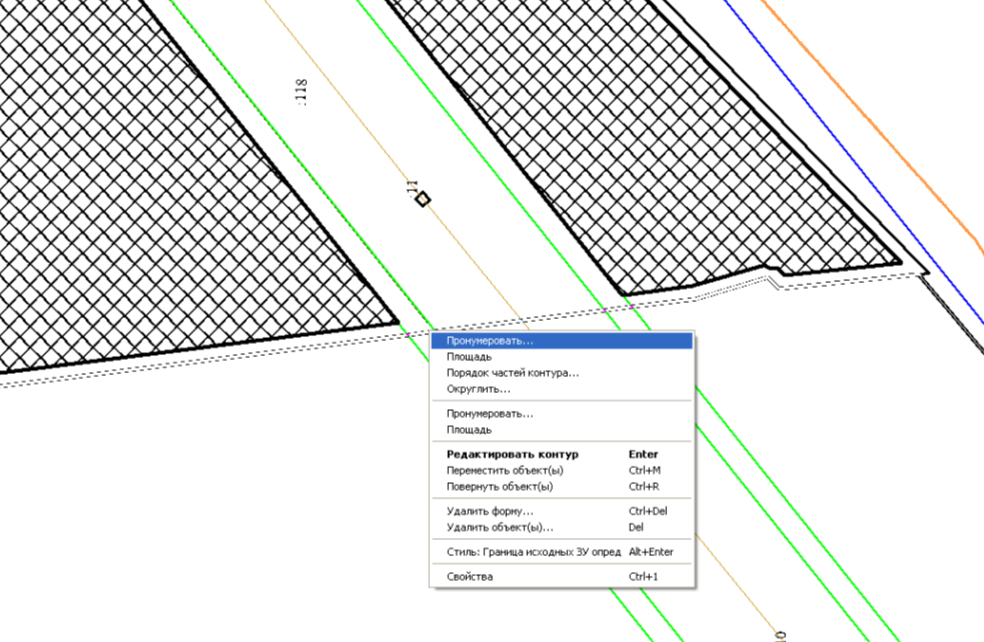 :118
:11
Пронумеровать...
Площадь
Порядок частей контура...
Округлить...
Пронумеровать...
Площадь
Редактировать контур Enter
Переместить объект(ы) Ctrl+M
Повернуть объект(ы) Ctrl+R
Удалить форму... Ctrl+Del
Удалить объект(ы)... Del
Стиль: Граница исходных ЗУ опред Alt+Enter
Свойства Ctrl+1